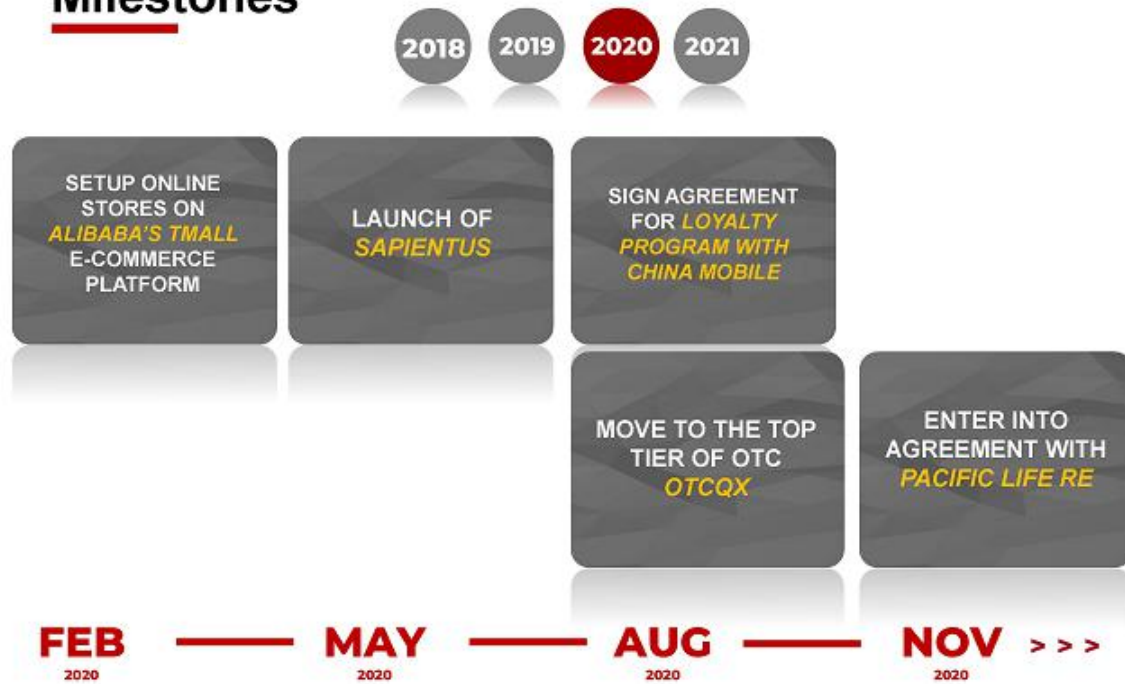 Milestones
2018 2019 2020 2021
SETUP ONLINE
STORES ON
ALIBABA'S TMALL
E-COMMERCE
PLATFORM
LAUNCH OF
SAPIENTUS
SIGN AGREEMENT
FOR LOYALTY
PROGRAM WITH
CHINA MOBILE
MOVE TO THE TOP
TIER OF OTC
OTCQX
ENTER INTO
AGREEMENT WITH
PACIFIC LIFE RE
FEB MAY AUG NOV > > >
2020 2020 2020 2020